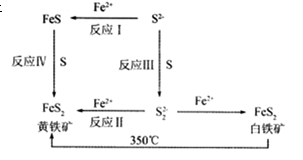 FeS Fe²⁺ S²⁻
反应Ⅰ
反应Ⅳ S 反应Ⅲ S
FeS₂ Fe²⁺ S₂²⁻ Fe²⁺ FeS₂
黄铁矿 反应Ⅱ 白铁矿
350℃